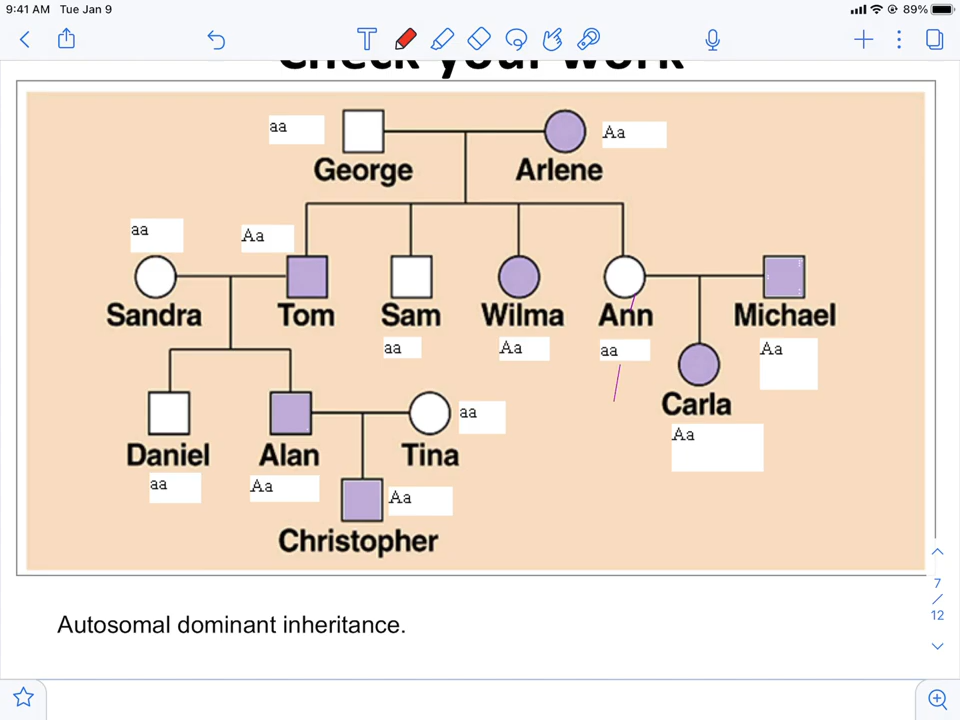 9:41 AM Tue Jan 9 89%
Check your work
aa Aa
George Arlene
aa Aa
Sandra Tom Sam Wilma Ann Michael
aa Aa aa Aa
Carla
Aa
aa
Daniel Alan Tina
aa Aa Aa
Christopher
7
/
12
Autosomal dominant inheritance.